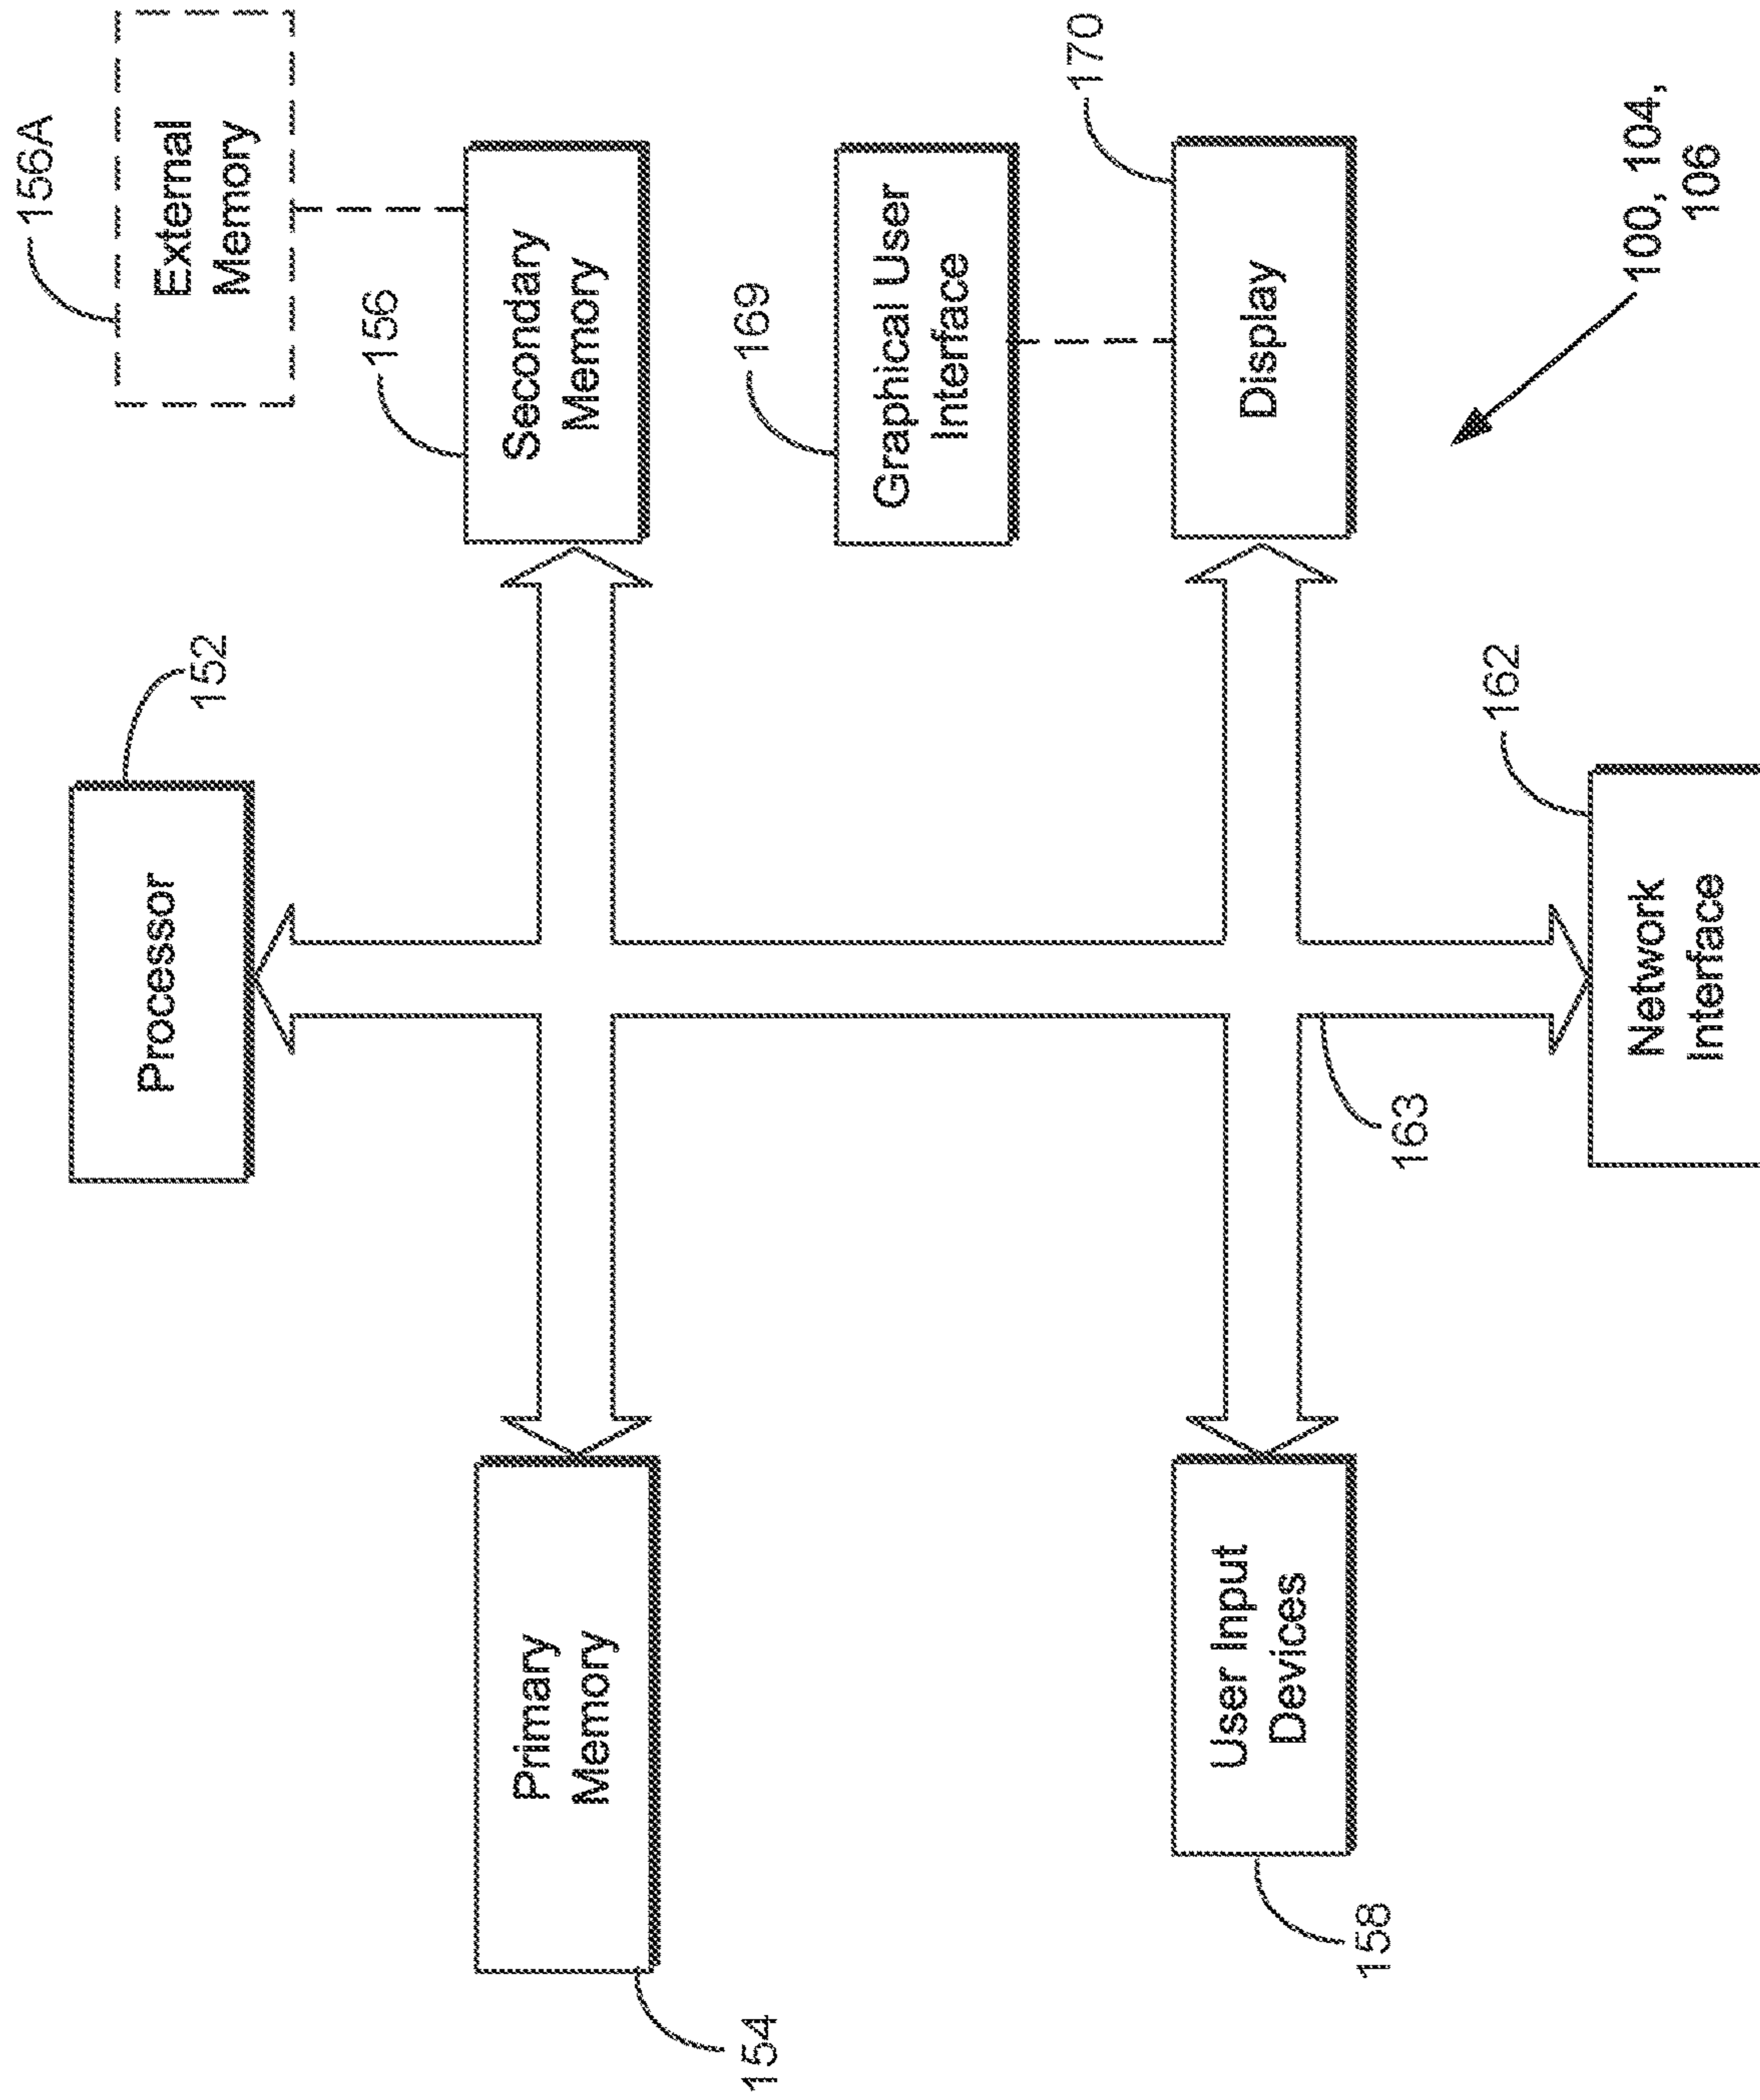 156A
External
Memory
152
Processor
156
Secondary
Memory
Primary
Memory
154
169
Graphical User
Interface
170
Display
User Input
Devices
158
163
162
Network
Interface
100, 104,
106